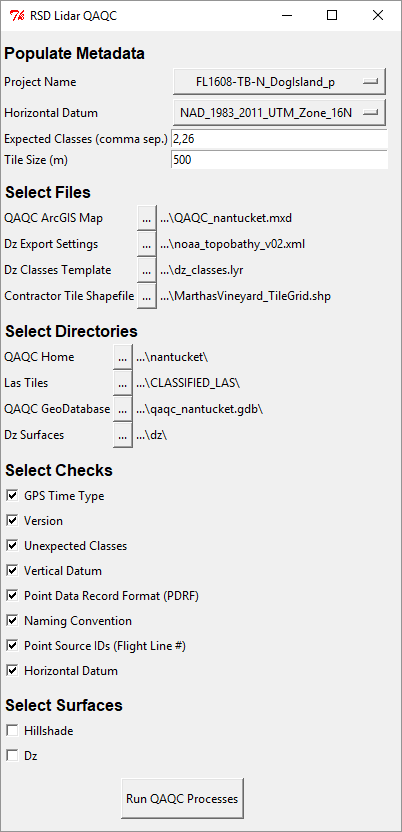 RSD Lidar QAQC
Populate Metadata
Project Name FL1608-TB-N_DogIsland_p
Horizontal Datum NAD_1983_2011_UTM_Zone_16N
Expected Classes (comma sep.) 2,26
Tile Size (m) 500
Select Files
QAQC ArcGIS Map ... ...\QAQC_nantucket.mxd
Dz Export Settings ... ...\noaa_topobathy_v02.xml
Dz Classes Template ... ...\dz_classes.lyr
Contractor Tile Shapefile ... ...\MarthasVineyard_TileGrid.shp
Select Directories
QAQC Home ... ...\nantucket\
Las Tiles ... ...\CLASSIFIED_LAS\
QAQC GeoDatabase ... ...\qaqc_nantucket.gdb\
Dz Surfaces ... ...\dz\
Select Checks
GPS Time Type
Version
Unexpected Classes
Vertical Datum
Point Data Record Format (PDRF)
Naming Convention
Point Source IDs (Flight Line #)
Horizontal Datum
Select Surfaces
Hillshade
Dz
Run QAQC Processes